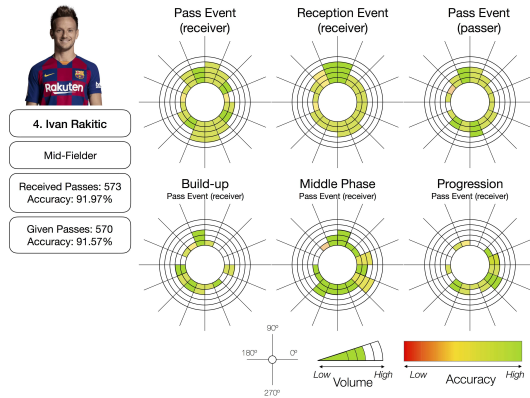 Pass Event
(receiver)
Reception Event
(receiver)
Pass Event
(passer)
Rakuten
4. Ivan Rakitic
Mid-Fielder
Received Passes: 573
Accuracy: 91.97%
Given Passes: 570
Accuracy: 91.57%
Build-up
Pass Event (receiver)
Middle Phase
Pass Event (receiver)
Progression
Pass Event (receiver)
90º
180º
0º
270º
Low
High
Volume
Low
High
Accuracy